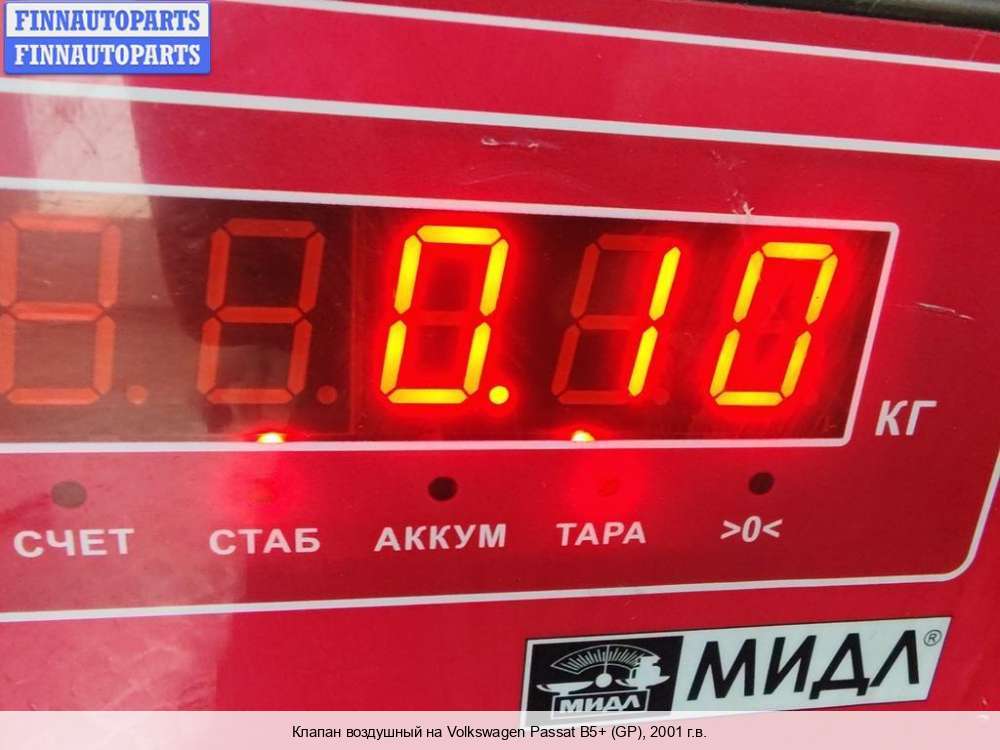 FINNAUTOPARTS
FINNAUTOPARTS
0.10
КГ
СЧЕТ СТАБ АККУМ ТАРА >0<
МИДЛ МИДЛ®
Клапан воздушный на Volkswagen Passat B5+ (GP), 2001 г.в.